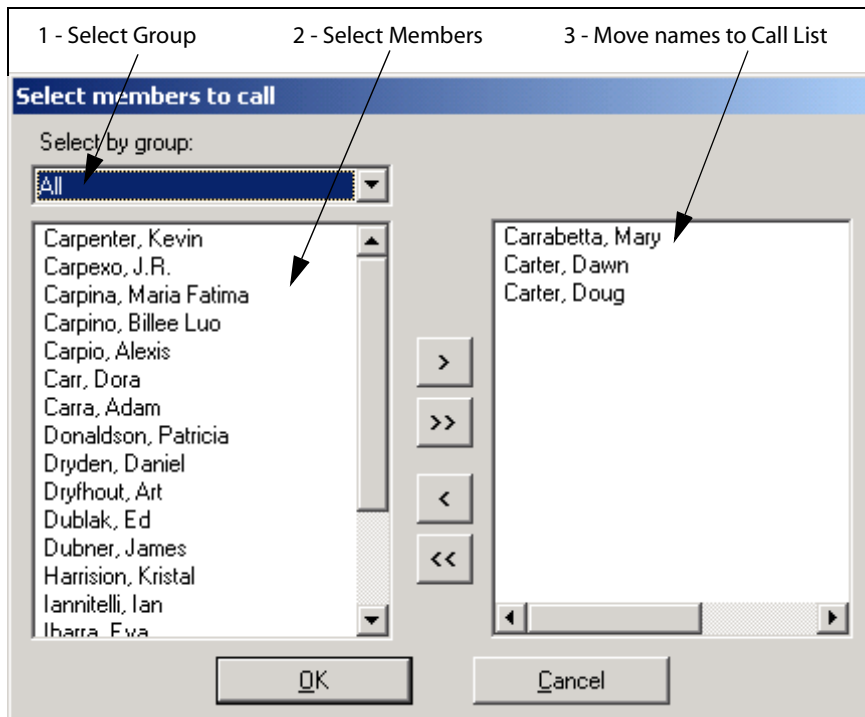 1 - Select Group 2 - Select Members 3 - Move names to Call List
Select members to call
Select by group:
All
Carpenter, Kevin
Carpexo, J.R.
Carpina, Maria Fatima
Carpino, Billee Luo
Carpio, Alexis
Carr, Dora
Carra, Adam
Donaldson, Patricia
Dryden, Daniel
Dryfhout, Art
Dublak, Ed
Dubner, James
Harrision, Kristal
Iannitelli, Ian
Ibarra, Eva
>
>>
<
<<
Carrabetta, Mary
Carter, Dawn
Carter, Doug
OK Cancel